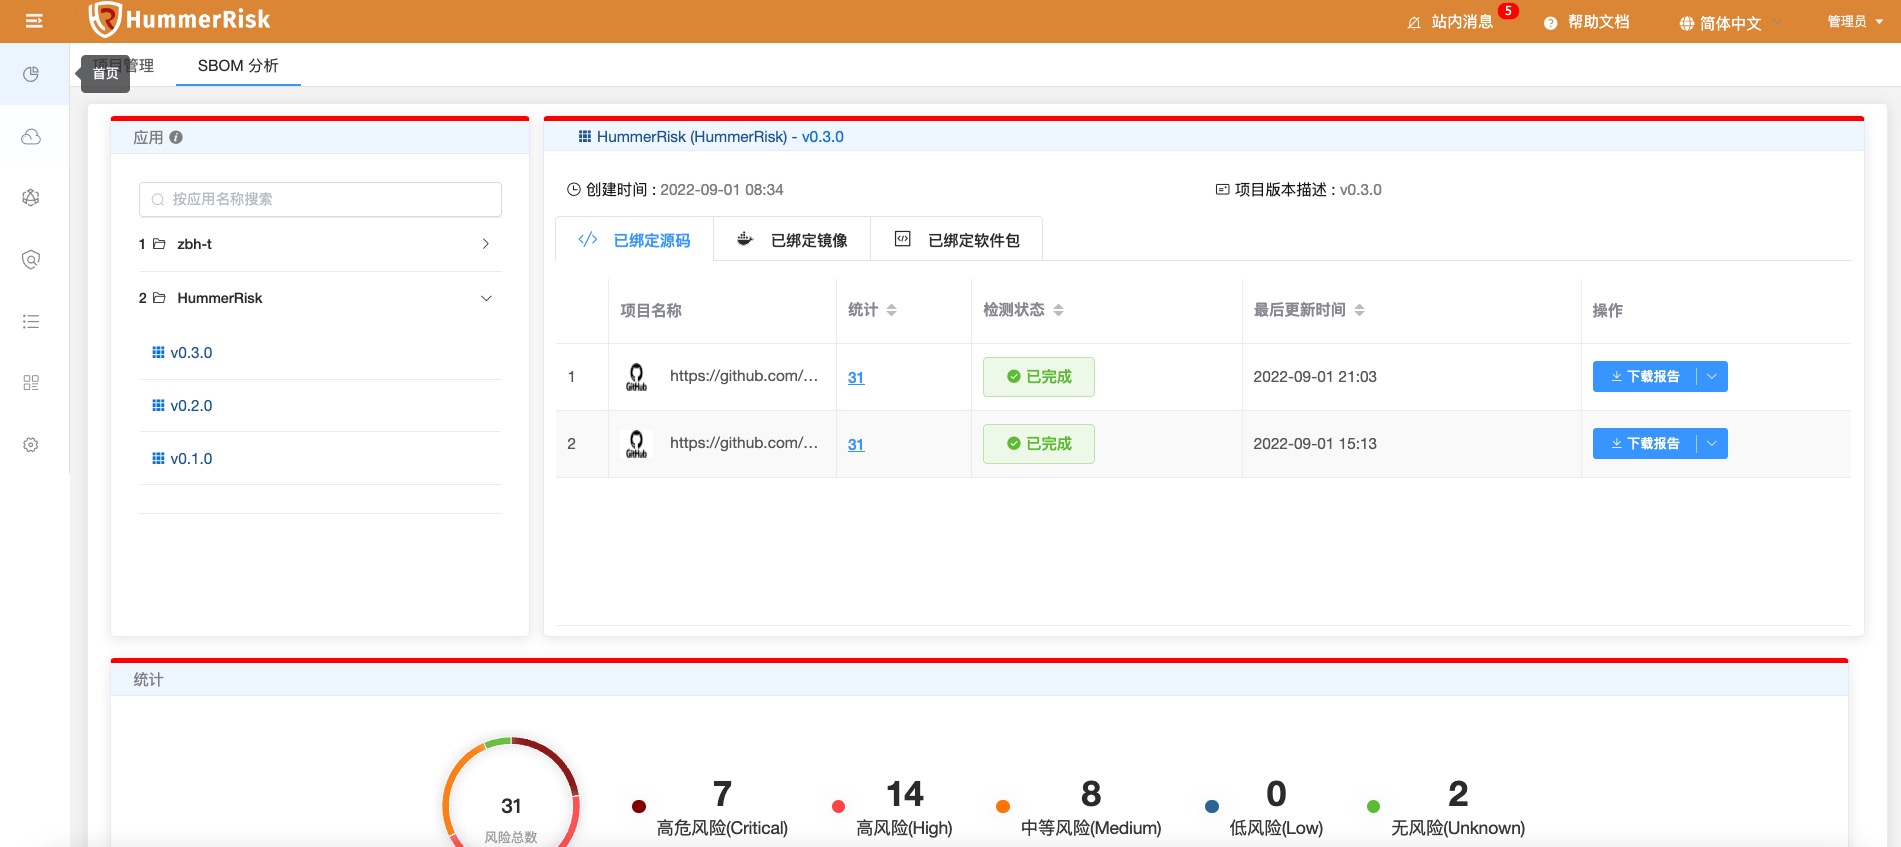 HummerRisk
站内消息 5
帮助文档
简体中文
管理员
首页
项目管理
SBOM 分析
应用
按应用名称搜索
1 zbh-t
2 HummerRisk
v0.3.0
v0.2.0
v0.1.0
HummerRisk (HummerRisk) - v0.3.0
创建时间 : 2022-09-01 08:34
项目版本描述 : v0.3.0
已绑定源码
已绑定镜像
已绑定软件包
项目名称 统计 检测状态 最后更新时间 操作
1 GitHub https://github.com/... 31 已完成 2022-09-01 21:03 下载报告
2 GitHub https://github.com/... 31 已完成 2022-09-01 15:13 下载报告
统计
31
风险总数
7
高危风险(Critical)
14
高风险(High)
8
中等风险(Medium)
0
低风险(Low)
2
无风险(Unknown)